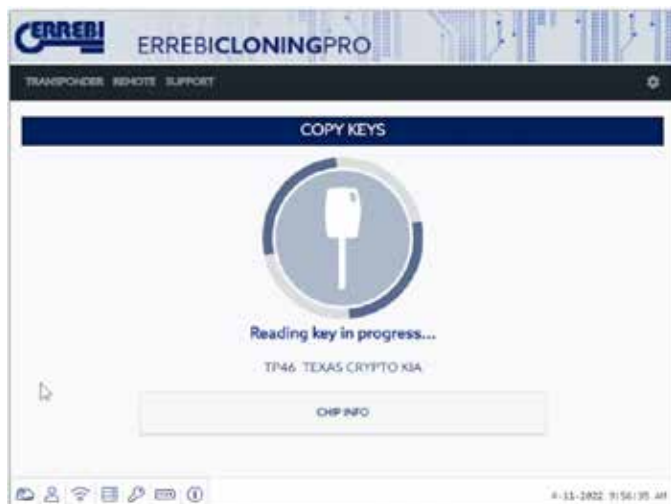 ERREBI
ERREBICLONINGPRO
TRANSPONDER REMOTE SUPPORT
COPY KEYS
Reading key in progress...
TP46 TEXAS CRYPTO KIA
CHIP INFO
4-11-2022 9:56:35 AM